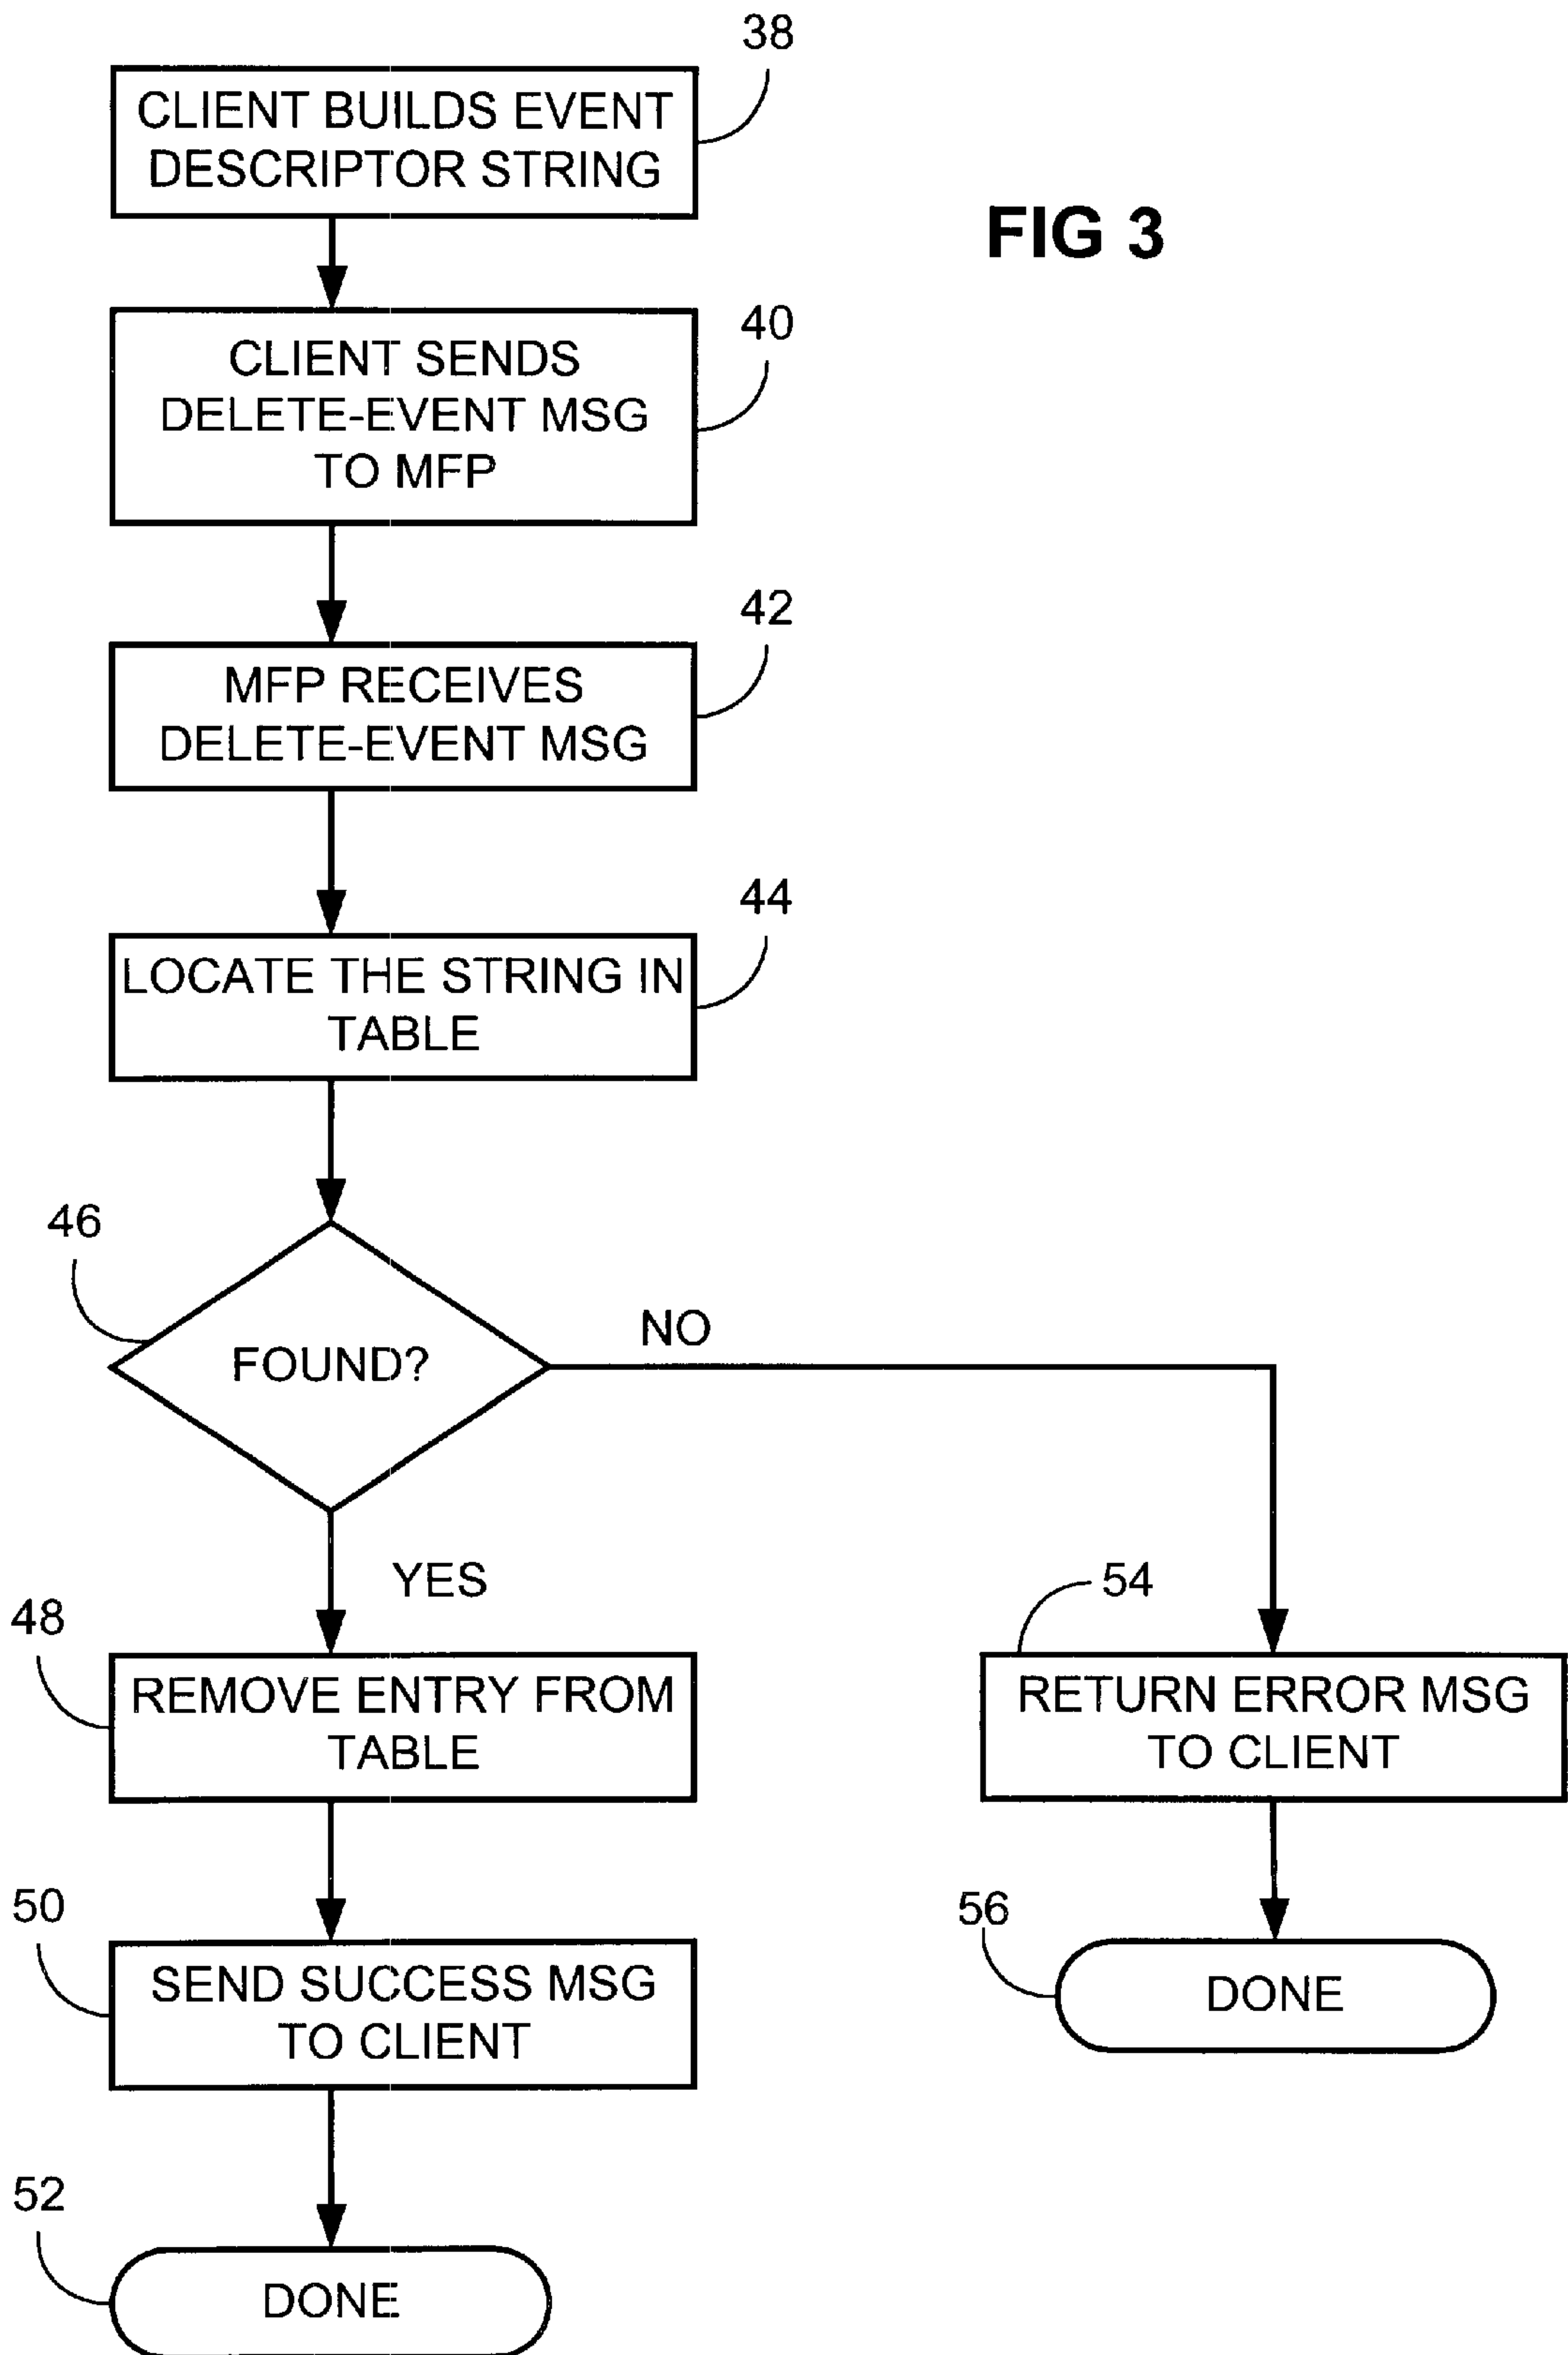 38
CLIENT BUILDS EVENT
DESCRIPTOR STRING
FIG 3
40
CLIENT SENDS
DELETE-EVENT MSG
TO MFP
42
MFP RECEIVES
DELETE-EVENT MSG
44
LOCATE THE STRING IN
TABLE
46
FOUND?
NO
YES
48
REMOVE ENTRY FROM
TABLE
54
RETURN ERROR MSG
TO CLIENT
50
SEND SUCCESS MSG
TO CLIENT
56
DONE
52
DONE